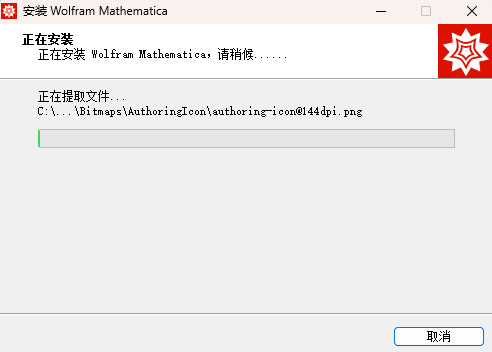 安装 Wolfram Mathematica
正在安装
正在安装 Wolfram Mathematica，请稍候......
正在提取文件...
C:\...\Bitmaps\AuthoringIcon\authoring-icon@144dpi.png
取消